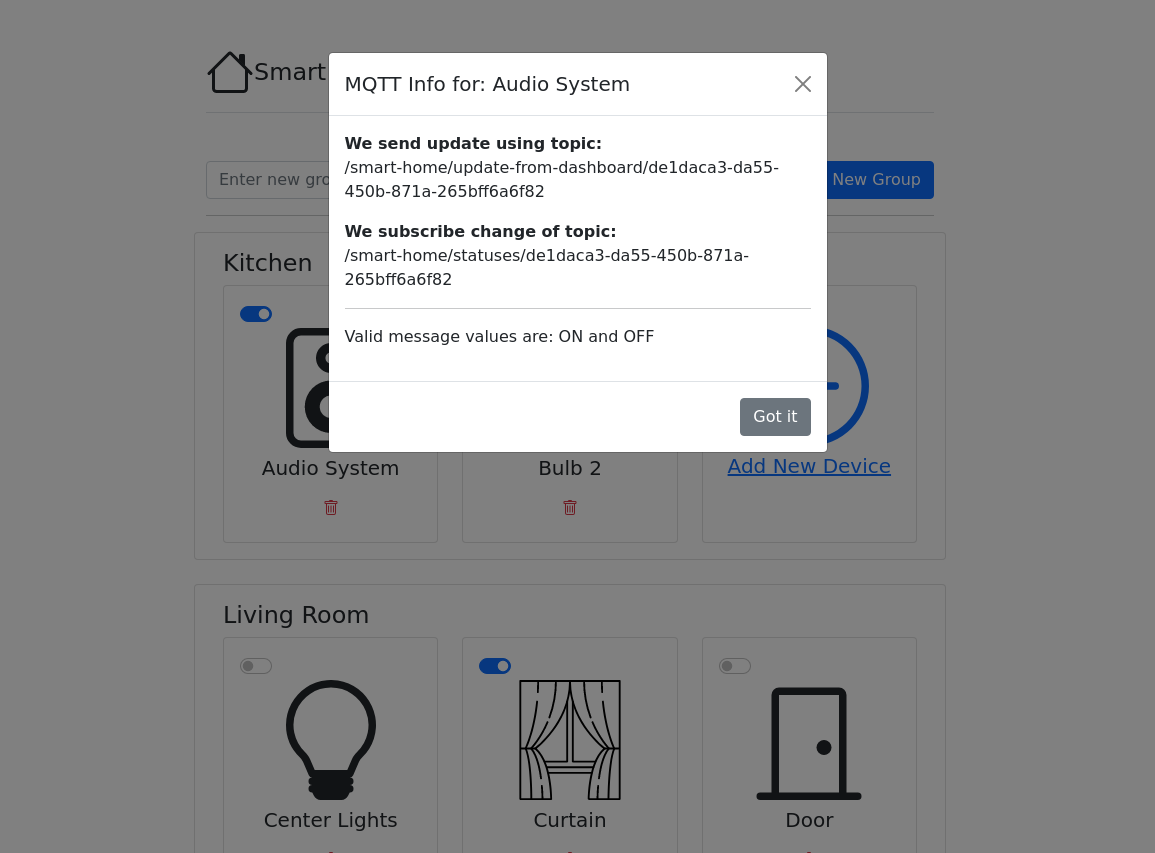 Smart
MQTT Info for: Audio System
We send update using topic:
/smart-home/update-from-dashboard/de1daca3-da55-
450b-871a-265bff6a6f82
We subscribe change of topic:
/smart-home/statuses/de1daca3-da55-450b-871a-
265bff6a6f82
Valid message values are: ON and OFF
Got it
Enter new gro
New Group
Kitchen
Audio System
Bulb 2
Add New Device
Living Room
Center Lights
Curtain
Door